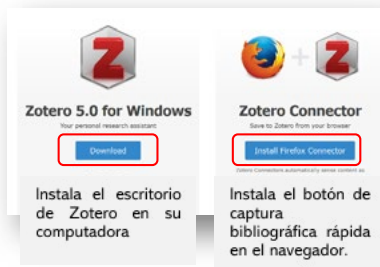 Z
Zotero 5.0 for Windows
Your personal research assistant
Download
Instala el escritorio
de Zotero en su
computadora
+ Z
Zotero Connector
Save to Zotero from your browser
Install Firefox Connector
Zotero Connectors automatically sense content as
Instala el botón de
captura
bibliográfica rápida
en el navegador.